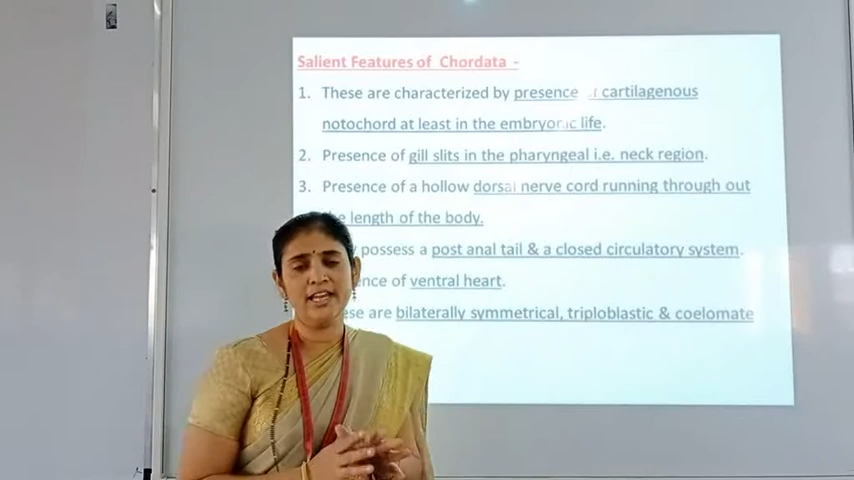 Salient Features of Chordata -
1. These are characterized by presence of cartilagenous
notochord at least in the embryonic life.
2. Presence of gill slits in the pharyngeal i.e. neck region.
3. Presence of a hollow dorsal nerve cord running through out
length of the body.
possess a post anal tail & a closed circulatory system.
of ventral heart.
are bilaterally symmetrical, triploblastic & coelomate